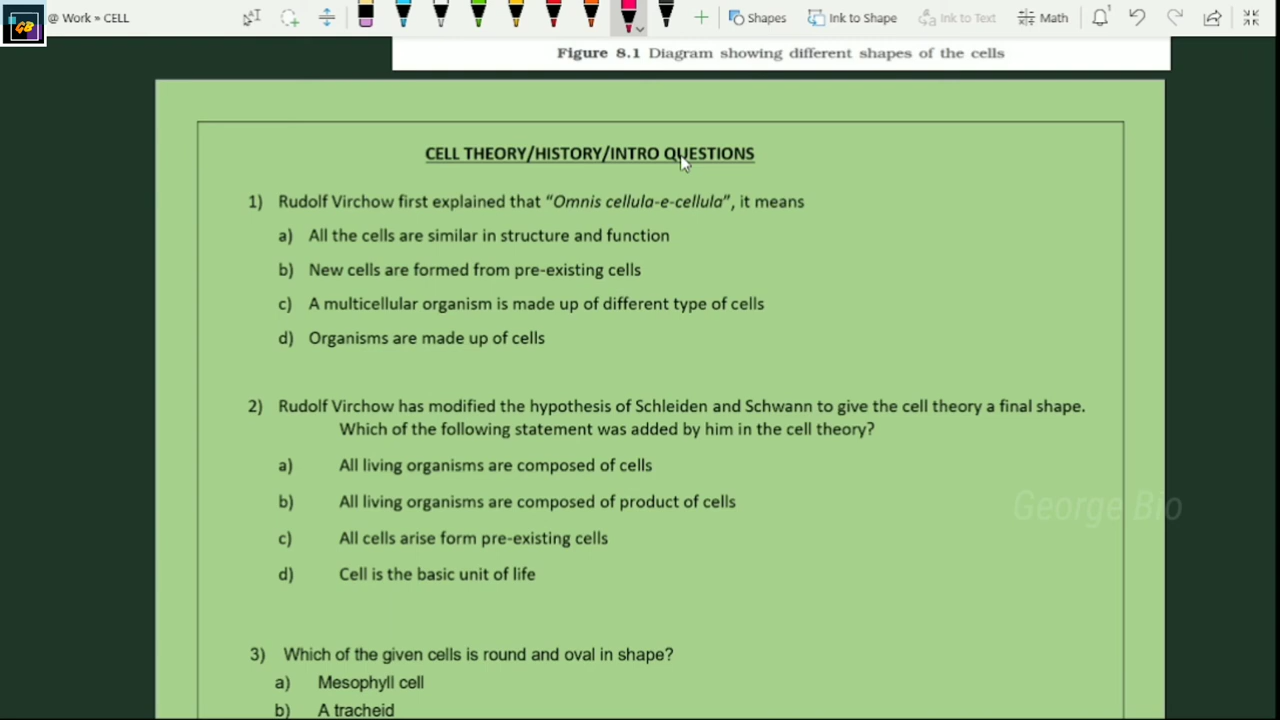 GB @ Work » CELL Shapes Ink to Shape Ink to Text Math
Figure 8.1 Diagram showing different shapes of the cells
CELL THEORY/HISTORY/INTRO QUESTIONS
1) Rudolf Virchow first explained that “Omnis cellula-e-cellula”, it means
a) All the cells are similar in structure and function
b) New cells are formed from pre-existing cells
c) A multicellular organism is made up of different type of cells
d) Organisms are made up of cells
2) Rudolf Virchow has modified the hypothesis of Schleiden and Schwann to give the cell theory a final shape.
Which of the following statement was added by him in the cell theory?
a) All living organisms are composed of cells
b) All living organisms are composed of product of cells
George Bio
c) All cells arise form pre-existing cells
d) Cell is the basic unit of life
3) Which of the given cells is round and oval in shape?
a) Mesophyll cell
b) A tracheid